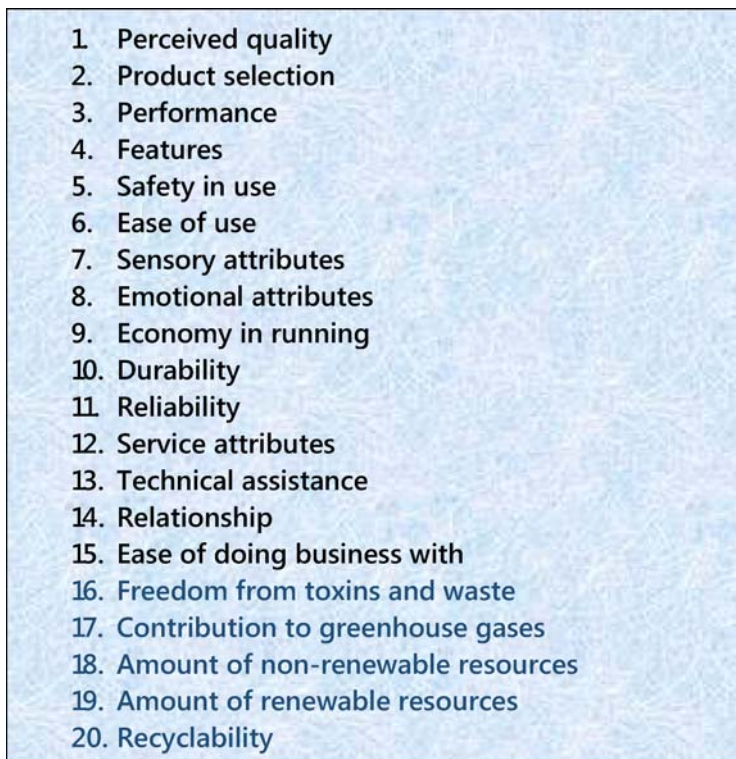 1. Perceived quality
2. Product selection
3. Performance
4. Features
5. Safety in use
6. Ease of use
7. Sensory attributes
8. Emotional attributes
9. Economy in running
10. Durability
11. Reliability
12. Service attributes
13. Technical assistance
14. Relationship
15. Ease of doing business with
16. Freedom from toxins and waste
17. Contribution to greenhouse gases
18. Amount of non-renewable resources
19. Amount of renewable resources
20. Recyclability